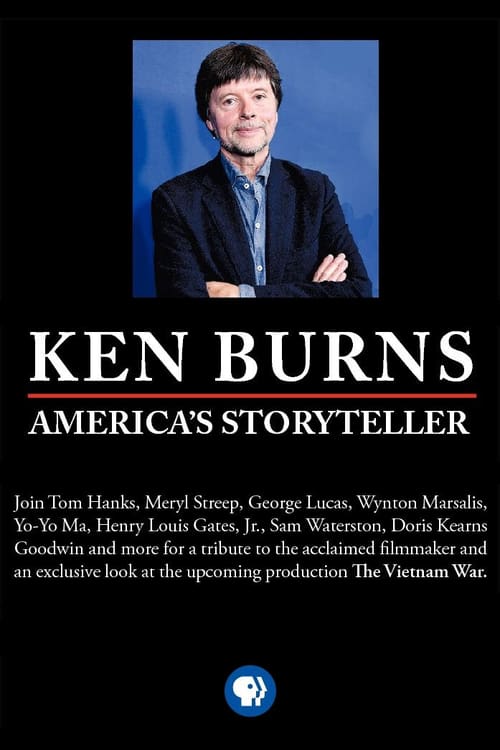 KEN BURNS
AMERICA'S STORYTELLER
Join Tom Hanks, Meryl Streep, George Lucas, Wynton Marsalis,
Yo-Yo Ma, Henry Louis Gates, Jr., Sam Waterston, Doris Kearns
Goodwin and more for a tribute to the acclaimed filmmaker and
an exclusive look at the upcoming production The Vietnam War.